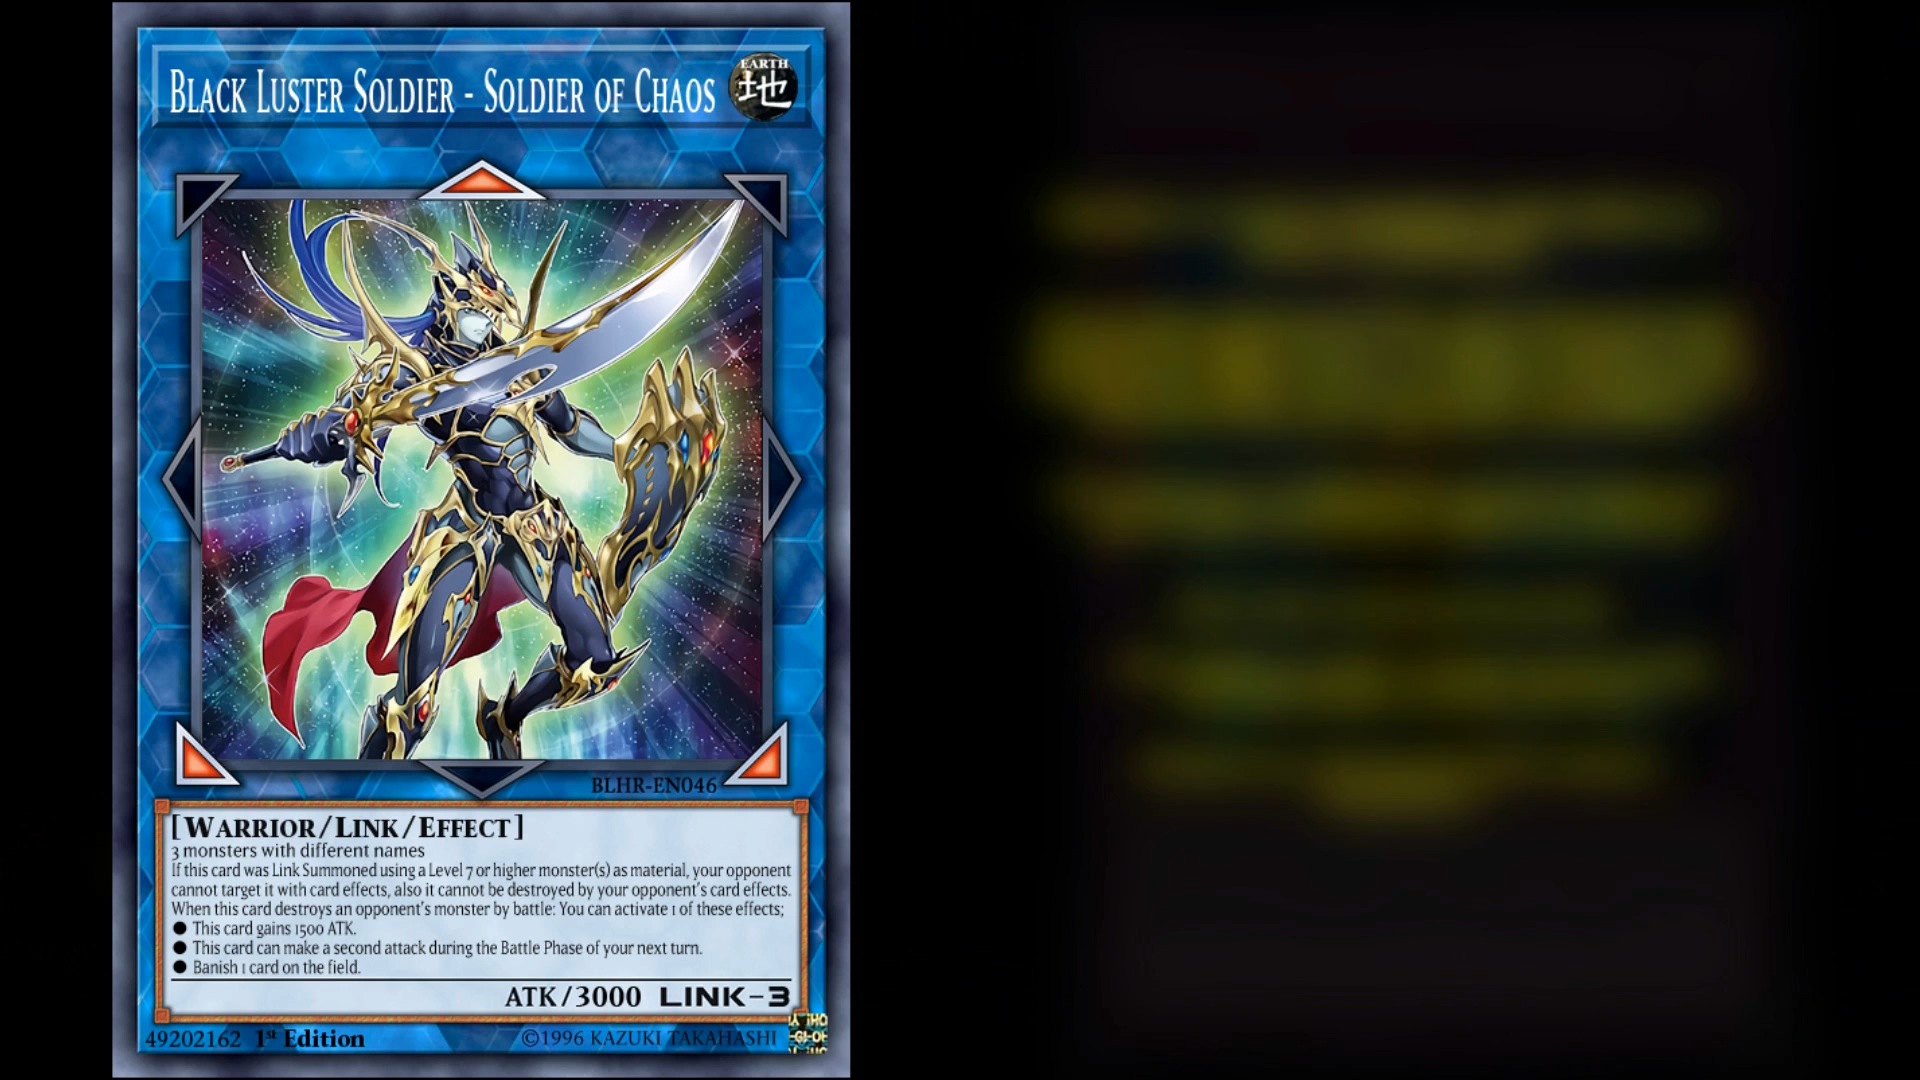 Black Luster Soldier - Soldier of Chaos
EARTH
地
BLHR-EN046
[Warrior/Link/Effect]
3 monsters with different names
If this card was Link Summoned using a Level 7 or higher monster(s) as material, your opponent
cannot target it with card effects, also it cannot be destroyed by your opponent's card effects.
When this card destroys an opponent's monster by battle: You can activate 1 of these effects;
● This card gains 1500 ATK.
● This card can make a second attack during the Battle Phase of your next turn.
● Banish 1 card on the field.
ATK/3000 LINK-3
49202162 1st Edition ©1996 KAZUKI TAKAHASHI